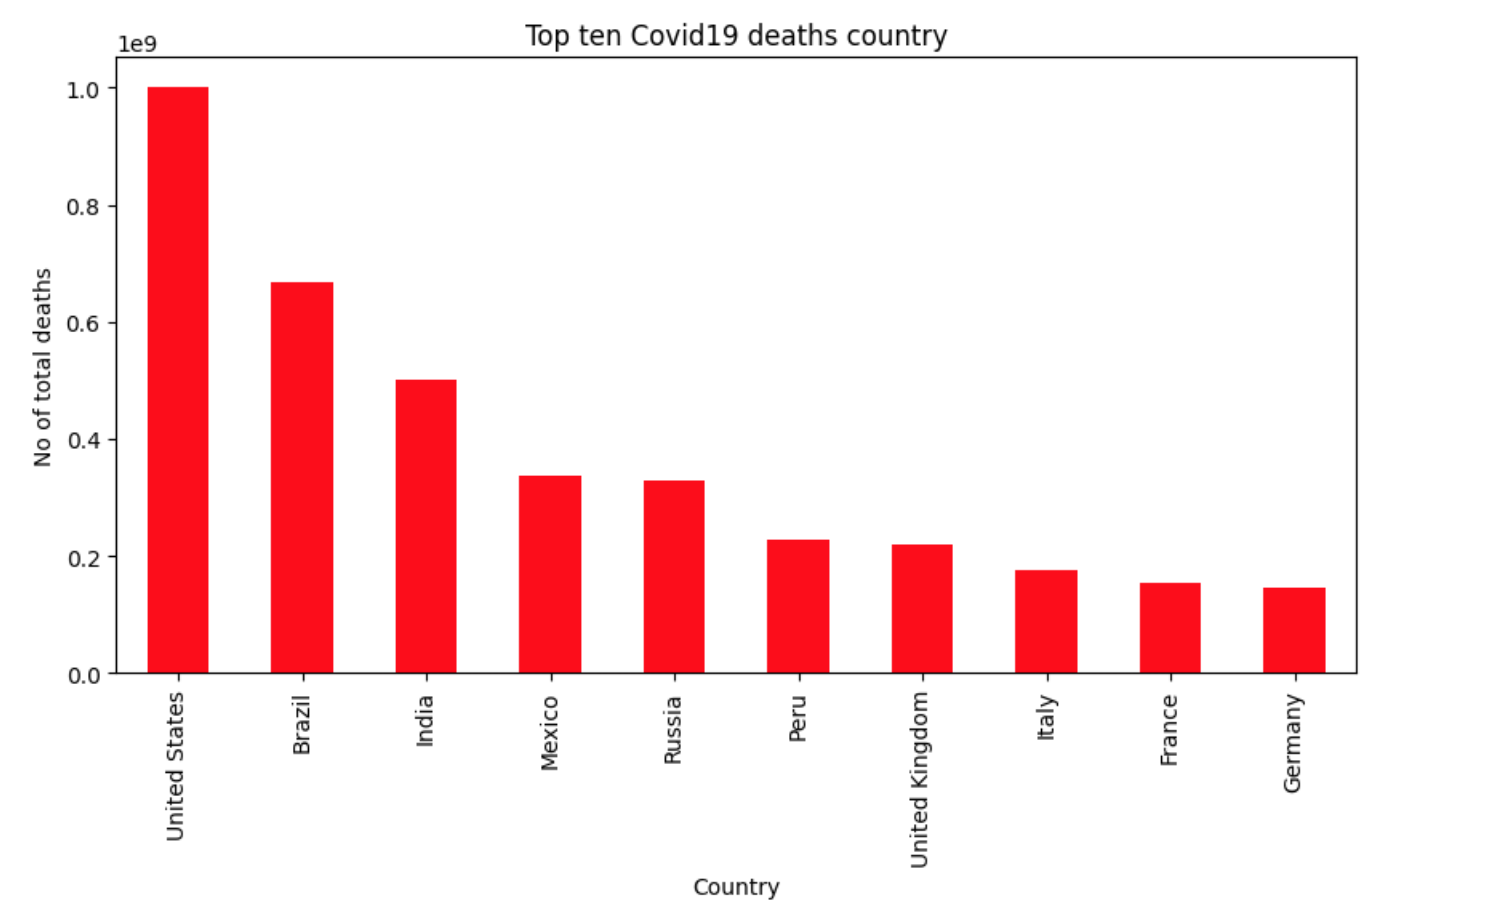 Top ten Covid19 deaths country
1e9
1.0
0.8
0.6
0.4
0.2
0.0
No of total deaths
United States
Brazil
India
Mexico
Russia
Peru
United Kingdom
Italy
France
Germany
Country